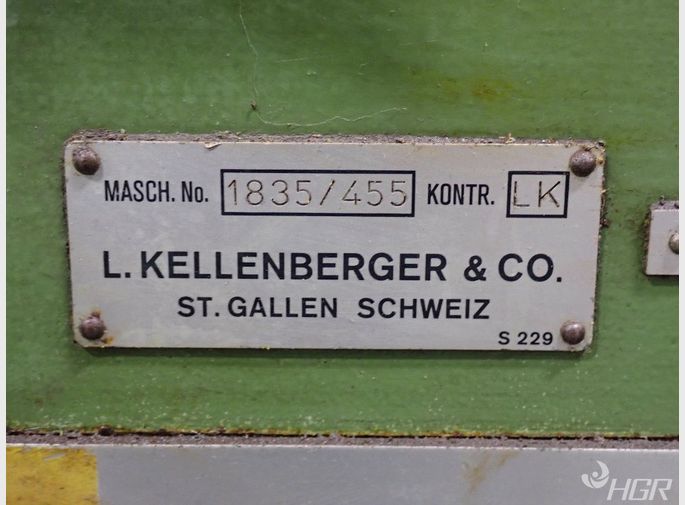 MASCH. No. 1835/455 KONTR. LK
L. KELLENBERGER & CO.
ST. GALLEN SCHWEIZ
S 229
HGR